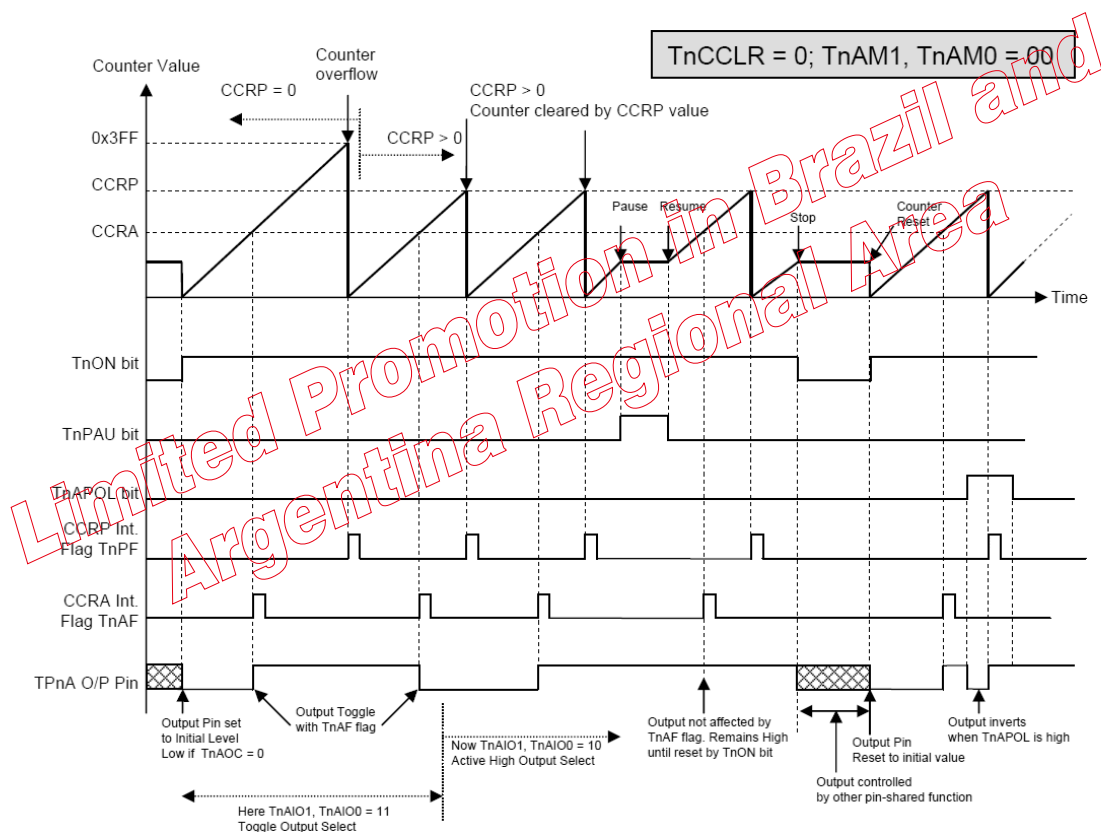 TnCCLR = 0; TnAM1, TnAM0 = 00
Counter Value
Counter
overflow
CCRP = 0
CCRP > 0
CCRP > 0
Counter cleared by CCRP value
0x3FF
CCRP
CCRA
Pause
Resume
Stop
Counter
Reset
Time
TnON bit
TnPAU bit
TnAPOL bit
CCRP Int.
Flag TnPF
CCRA Int.
Flag TnAF
TPnA O/P Pin
Output Pin set
to Initial Level
Low if TnAOC = 0
Output Toggle
with TnAF flag
Now TnAIO1, TnAIO0 = 10
Active High Output Select
Here TnAIO1, TnAIO0 = 11
Toggle Output Select
Output not affected by
TnAF flag. Remains High
until reset by TnON bit
Output Pin
Reset to initial value
Output controlled
by other pin-shared function
Output inverts
when TnAPOL is high
Limited Promotion in Brazil and
Argentina Regional Area